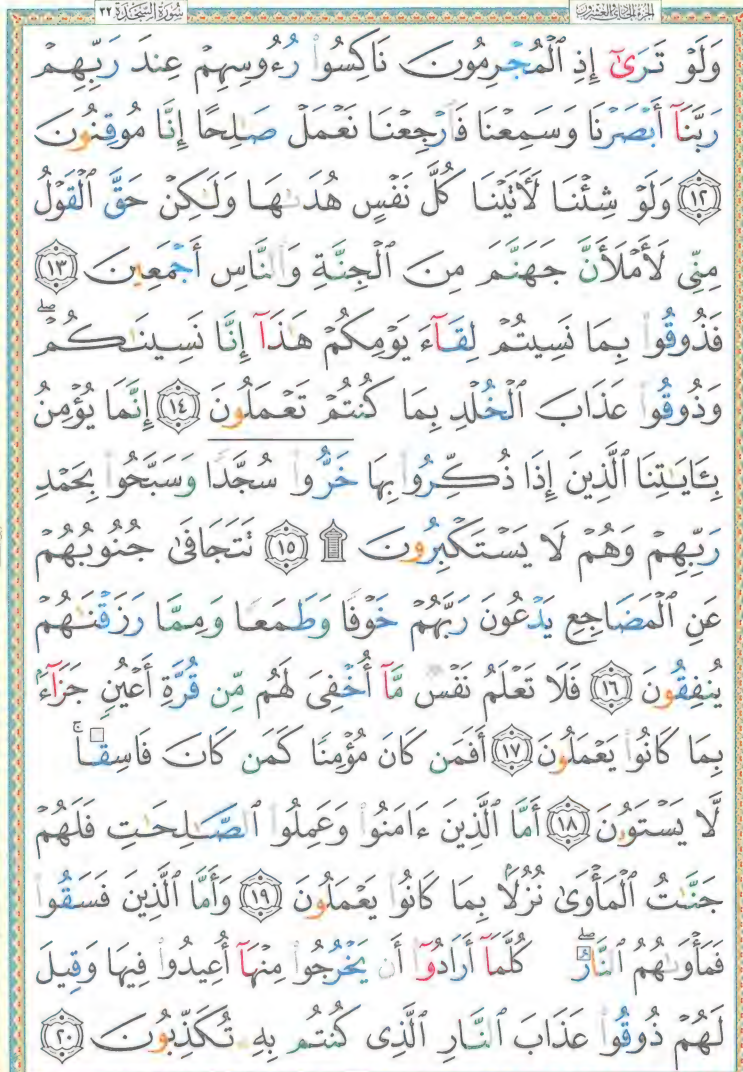 الجزء الحادي والعشرون
سورة السجدة ٣٢
وَلَوْ تَرَىٰٓ إِذِ ٱلْمُجْرِمُونَ نَاكِسُوا۟ رُءُوسِهِمْ عِندَ رَبِّهِمْ
رَبَّنَآ أَبْصَرْنَا وَسَمِعْنَا فَٱرْجِعْنَا نَعْمَلْ صَٰلِحًا إِنَّا مُوقِنُونَ
١٢ وَلَوْ شِئْنَا لَءَاتَيْنَا كُلَّ نَفْسٍ هُدَىٰهَا وَلَٰكِنْ حَقَّ ٱلْقَوْلُ
مِنِّى لَأَمْلَأَنَّ جَهَنَّمَ مِنَ ٱلْجِنَّةِ وَٱلنَّاسِ أَجْمَعِينَ ١٣
فَذُوقُوا۟ بِمَا نَسِيتُمْ لِقَآءَ يَوْمِكُمْ هَٰذَآ إِنَّا نَسِينَٰكُمْ ۖ
وَذُوقُوا۟ عَذَابَ ٱلْخُلْدِ بِمَا كُنتُمْ تَعْمَلُونَ ١٤ إِنَّمَا يُؤْمِنُ
بِـَٔايَٰتِنَا ٱلَّذِينَ إِذَا ذُكِّرُوا۟ بِهَا خَرُّوا۟ سُجَّدًا وَسَبَّحُوا۟ بِحَمْدِ
رَبِّهِمْ وَهُمْ لَا يَسْتَكْبِرُونَ ۩ ١٥ تَتَجَافَىٰ جُنُوبُهُمْ
عَنِ ٱلْمَضَاجِعِ يَدْعُونَ رَبَّهُمْ خَوْفًا وَطَمَعًا وَمِمَّا رَزَقْنَٰهُمْ
يُنفِقُونَ ١٦ فَلَا تَعْلَمُ نَفْسٌ مَّآ أُخْفِىَ لَهُم مِّن قُرَّةِ أَعْيُنٍ جَزَآءًۢ
بِمَا كَانُوا۟ يَعْمَلُونَ ١٧ أَفَمَن كَانَ مُؤْمِنًا كَمَن كَانَ فَاسِقًا ۚ
لَّا يَسْتَوُۥنَ ١٨ أَمَّا ٱلَّذِينَ ءَامَنُوا۟ وَعَمِلُوا۟ ٱلصَّٰلِحَٰتِ فَلَهُمْ
جَنَّٰتُ ٱلْمَأْوَىٰ نُزُلًۢا بِمَا كَانُوا۟ يَعْمَلُونَ ١٩ وَأَمَّا ٱلَّذِينَ فَسَقُوا۟
فَمَأْوَىٰهُمُ ٱلنَّارُ ۖ كُلَّمَآ أَرَادُوٓا۟ أَن يَخْرُجُوا۟ مِنْهَآ أُعِيدُوا۟ فِيهَا وَقِيلَ
لَهُمْ ذُوقُوا۟ عَذَابَ ٱلنَّارِ ٱلَّذِى كُنتُم بِهِۦ تُكَذِّبُونَ ٢٠